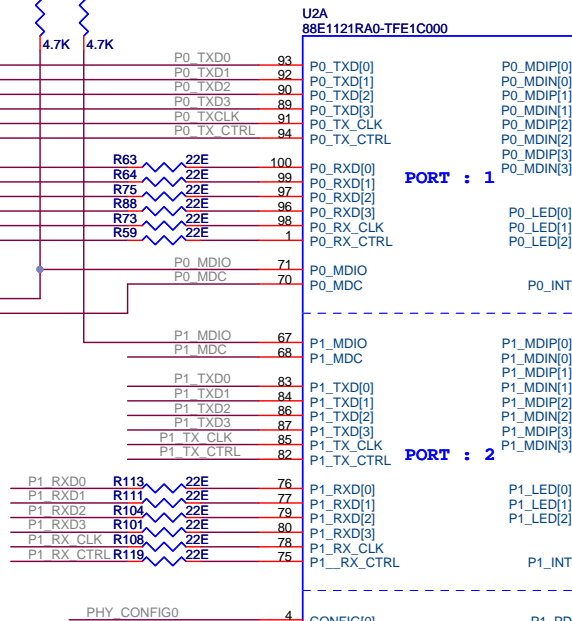 U2A
88E1121RA0-TFE1C000
4.7K 4.7K
P0_TXD0 93 P0_TXD[0] P0_MDIP[0]
P0_TXD1 92 P0_TXD[1] P0_MDIN[0]
P0_TXD2 90 P0_TXD[2] P0_MDIP[1]
P0_TXD3 89 P0_TXD[3] P0_MDIN[1]
P0_TXCLK 91 P0_TX_CLK P0_MDIP[2]
P0_TX_CTRL 94 P0_TX_CTRL P0_MDIN[2]
P0_MDIP[3]
R63 22E 100 P0_RXD[0] P0_MDIN[3]
R64 22E 99 P0_RXD[1] PORT : 1
R75 22E 97 P0_RXD[2]
R88 22E 96 P0_RXD[3] P0_LED[0]
R73 22E 98 P0_RX_CLK P0_LED[1]
R59 22E 1 P0_RX_CTRL P0_LED[2]
P0_MDIO 71 P0_MDIO
P0_MDC 70 P0_MDC P0_INT
P1_MDIO 67 P1_MDIO P1_MDIP[0]
P1_MDC 68 P1_MDC P1_MDIN[0]
P1_MDIP[1]
P1_TXD0 83 P1_TXD[0] P1_MDIN[1]
P1_TXD1 84 P1_TXD[1] P1_MDIP[2]
P1_TXD2 86 P1_TXD[2] P1_MDIN[2]
P1_TXD3 87 P1_TXD[3] P1_MDIP[3]
P1_TX_CLK 85 P1_TX_CLK P1_MDIN[3]
P1_TX_CTRL 82 P1_TX_CTRL PORT : 2
P1_RXD0 R113 22E 76 P1_RXD[0] P1_LED[0]
P1_RXD1 R111 22E 77 P1_RXD[1] P1_LED[1]
P1_RXD2 R104 22E 79 P1_RXD[2] P1_LED[2]
P1_RXD3 R101 22E 80 P1_RXD[3]
P1_RX_CLK R108 22E 78 P1_RX_CLK
P1_RX_CTRL R119 22E 75 P1__RX_CTRL P1_INT
PHY_CONFIG0 4 CONFIG[0]